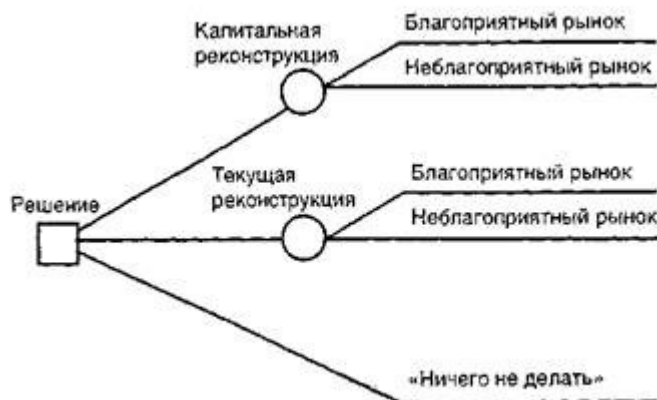 Капитальная
реконструкция
Благоприятный рынок
Неблагоприятный рынок
Текущая
реконструкция
Благоприятный рынок
Неблагоприятный рынок
Решение
«Ничего не делать»